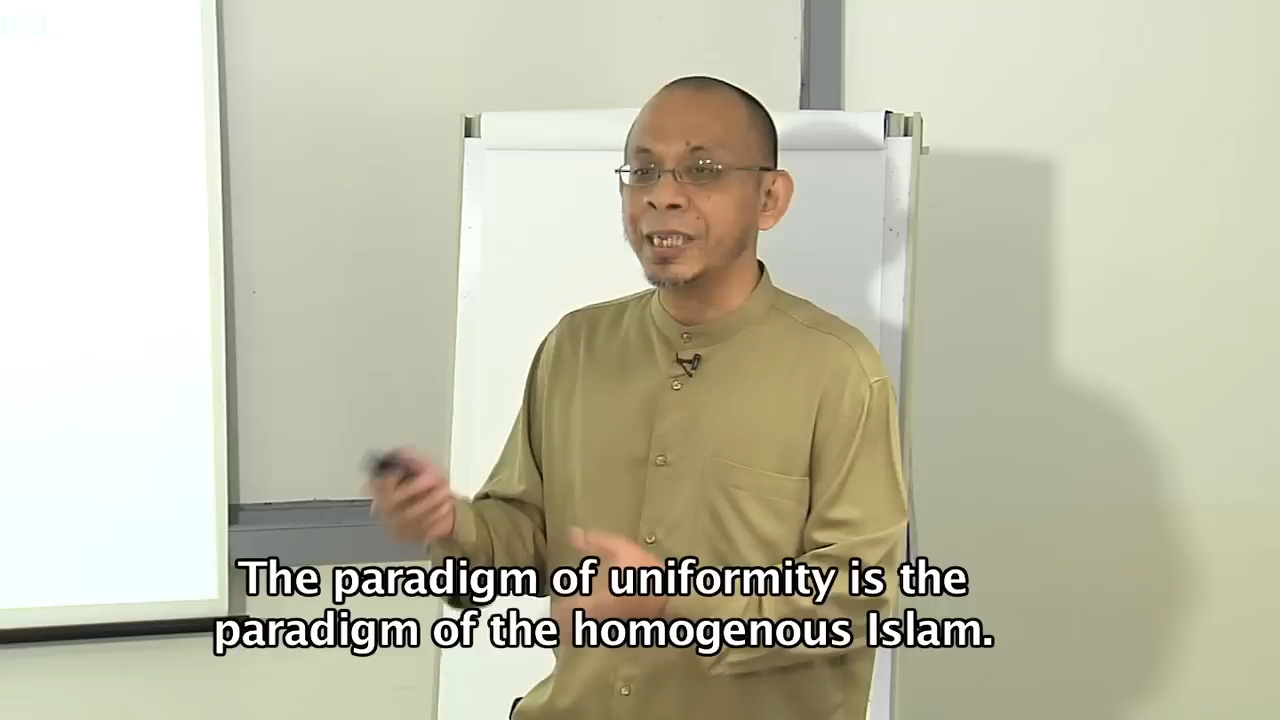 The paradigm of uniformity is the
paradigm of the homogenous Islam.